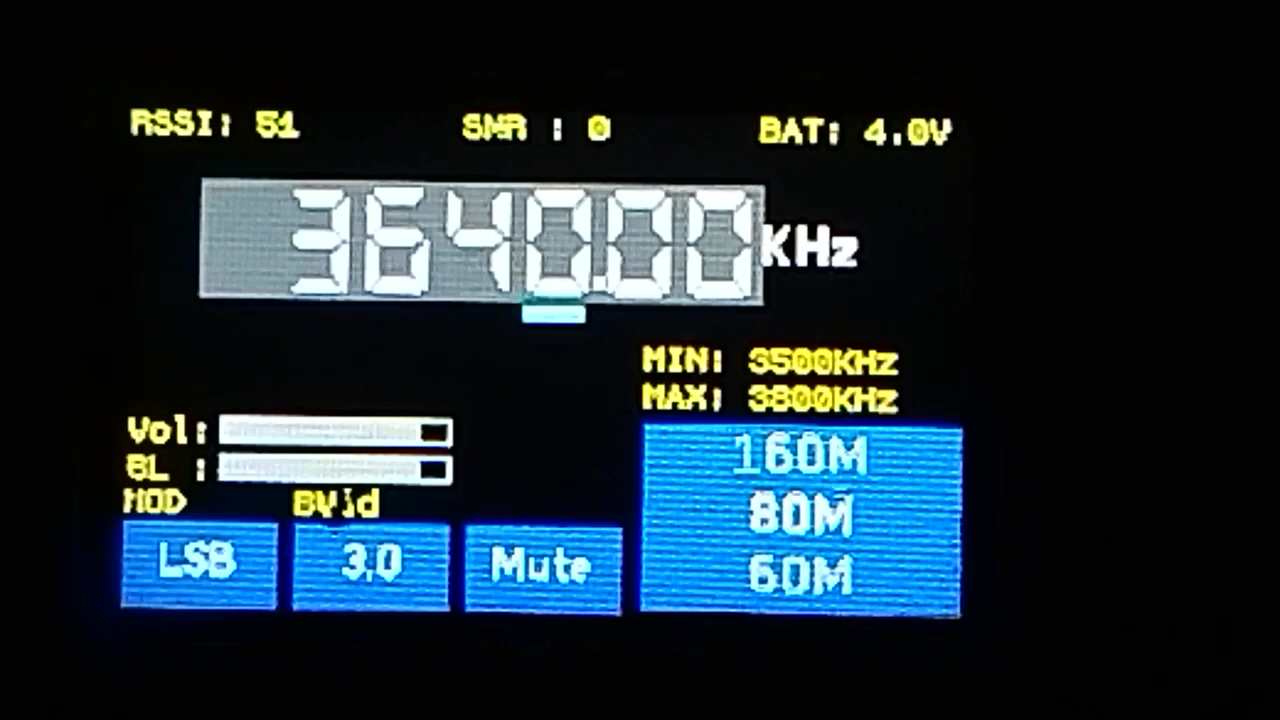 RSSI: 51 SMR : 0 BAT: 4.0V
3640.00 KHz
MIN: 3500KHz
MAX: 3800KHz
Vol:
BL :
MOD BWid
LSB 3.0 Mute
160M
80M
60M